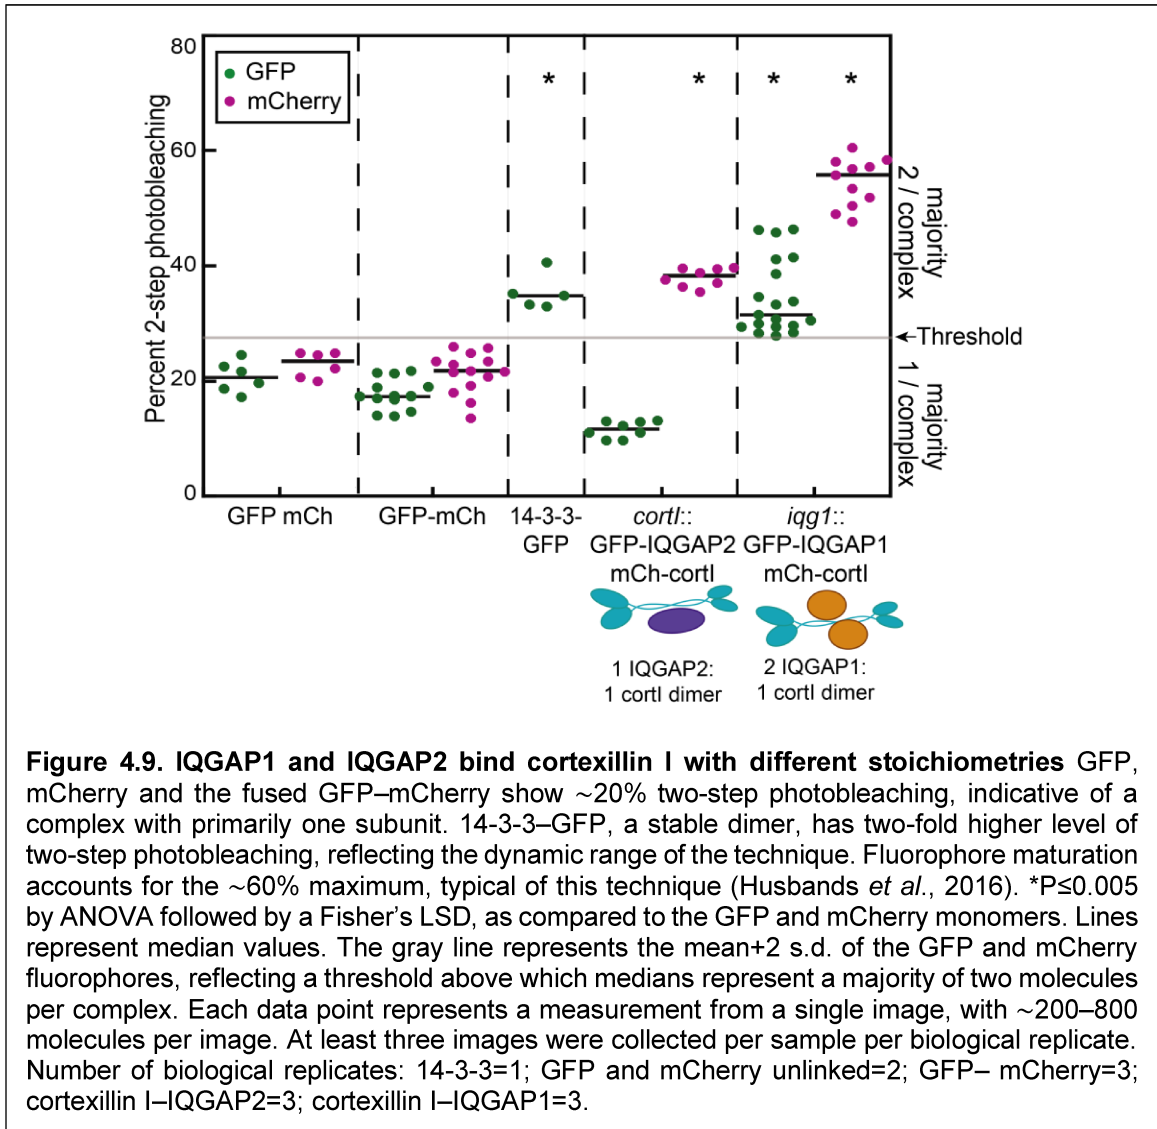 80
60
40
20
0
Percent 2-step photobleaching
GFP
mCherry
*
*
*
*
majority
2 / complex
Threshold
majority
1 / complex
GFP mCh
GFP-mCh
14-3-3-
GFP
cortI::
GFP-IQGAP2
mCh-cortI
iqg1::
GFP-IQGAP1
mCh-cortI
1 IQGAP2:
1 cortI dimer
2 IQGAP1:
1 cortI dimer
Figure 4.9. IQGAP1 and IQGAP2 bind cortexillin I with different stoichiometries GFP,
mCherry and the fused GFP–mCherry show ~20% two-step photobleaching, indicative of a
complex with primarily one subunit. 14-3-3–GFP, a stable dimer, has two-fold higher level of
two-step photobleaching, reflecting the dynamic range of the technique. Fluorophore maturation
accounts for the ~60% maximum, typical of this technique (Husbands et al., 2016). *P≤0.005
by ANOVA followed by a Fisher's LSD, as compared to the GFP and mCherry monomers. Lines
represent median values. The gray line represents the mean+2 s.d. of the GFP and mCherry
fluorophores, reflecting a threshold above which medians represent a majority of two molecules
per complex. Each data point represents a measurement from a single image, with ~200–800
molecules per image. At least three images were collected per sample per biological replicate.
Number of biological replicates: 14-3-3=1; GFP and mCherry unlinked=2; GFP– mCherry=3;
cortexillin I–IQGAP2=3; cortexillin I–IQGAP1=3.